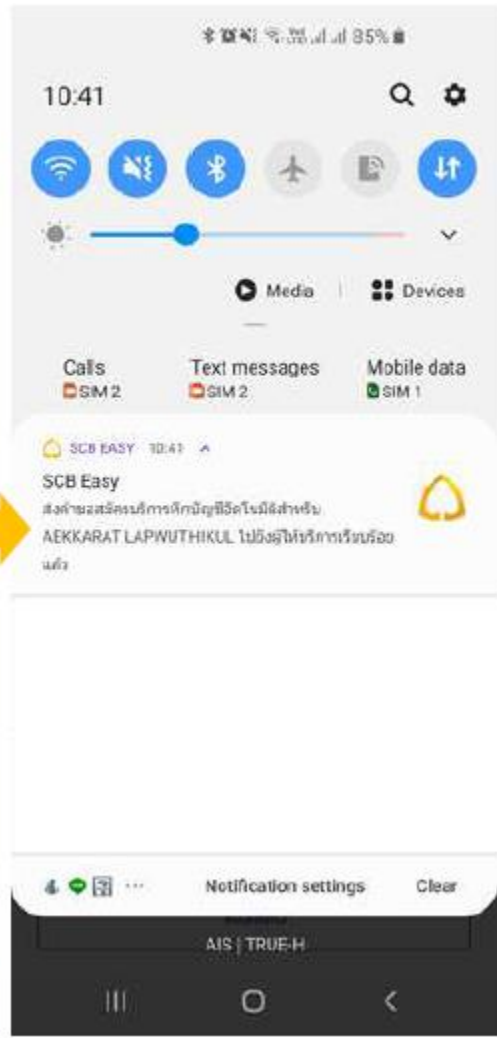 85%
10:41
Media | Devices
Calls Text messages Mobile data
SIM 2 SIM 2 SIM 1
SCB EASY 10:41
SCB Easy
ส่งคำขอสมัครบริการหักบัญชีอัตโนมัติสำหรับ
AEKKARAT LAPWUTHIKUL ไปยังผู้ให้บริการเรียบร้อย
แล้ว
Notification settings Clear
AIS | TRUE-H